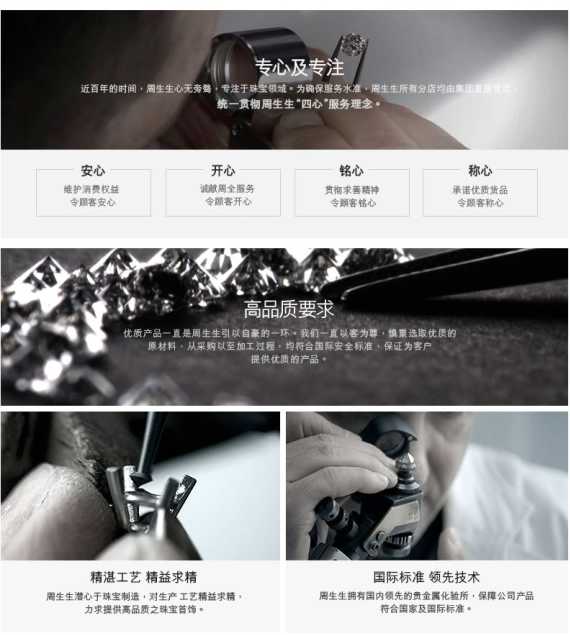 专心及专注
近百年的时间，周生生心无旁骛，专注于珠宝领域。为确保服务水准，周生生所有分店均由集团直接管理，
统一贯彻周生生“四心”服务理念。
安心
开心
铭心
称心
维护消费权益
令顾客安心
诚献周全服务
令顾客开心
贯彻求善精神
令顾客铭心
承诺优质货品
令顾客称心
高品质要求
优质产品一直是周生生引以自豪的一环。我们一直以客为尊，慎重选取优质的
原材料，从采购以至加工过程，均符合国际安全标准，保证为客户
提供优质的产品。
精湛工艺 精益求精
周生生潜心于珠宝制造，对生产工艺精益求精，
力求提供高品质之珠宝首饰。
国际标准 领先技术
周生生拥有国内领先的贵金属化验所，保障公司产品
符合国家及国际标准。